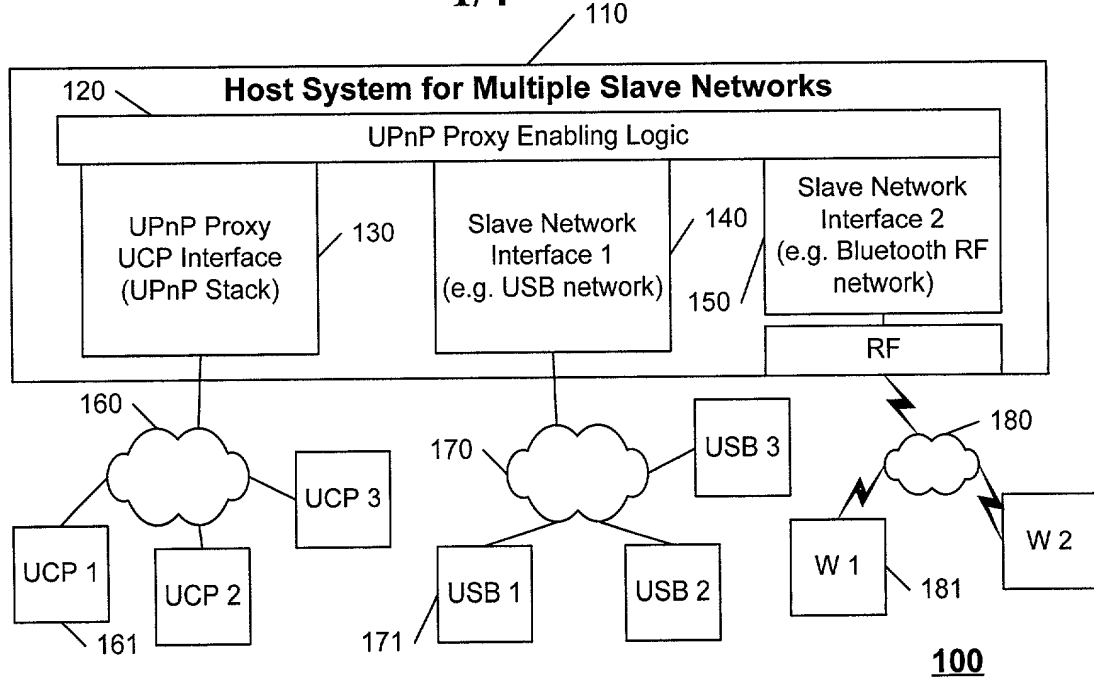 1/4
110
Host System for Multiple Slave Networks
120
UPnP Proxy Enabling Logic
UPnP Proxy
UCP Interface
(UPnP Stack)
130
Slave Network
Interface 1
(e.g. USB network)
140
150
Slave Network
Interface 2
(e.g. Bluetooth RF
network)
RF
160
UCP 1
161
UCP 2
UCP 3
170
USB 1
171
USB 2
USB 3
180
W 1
181
W 2
100